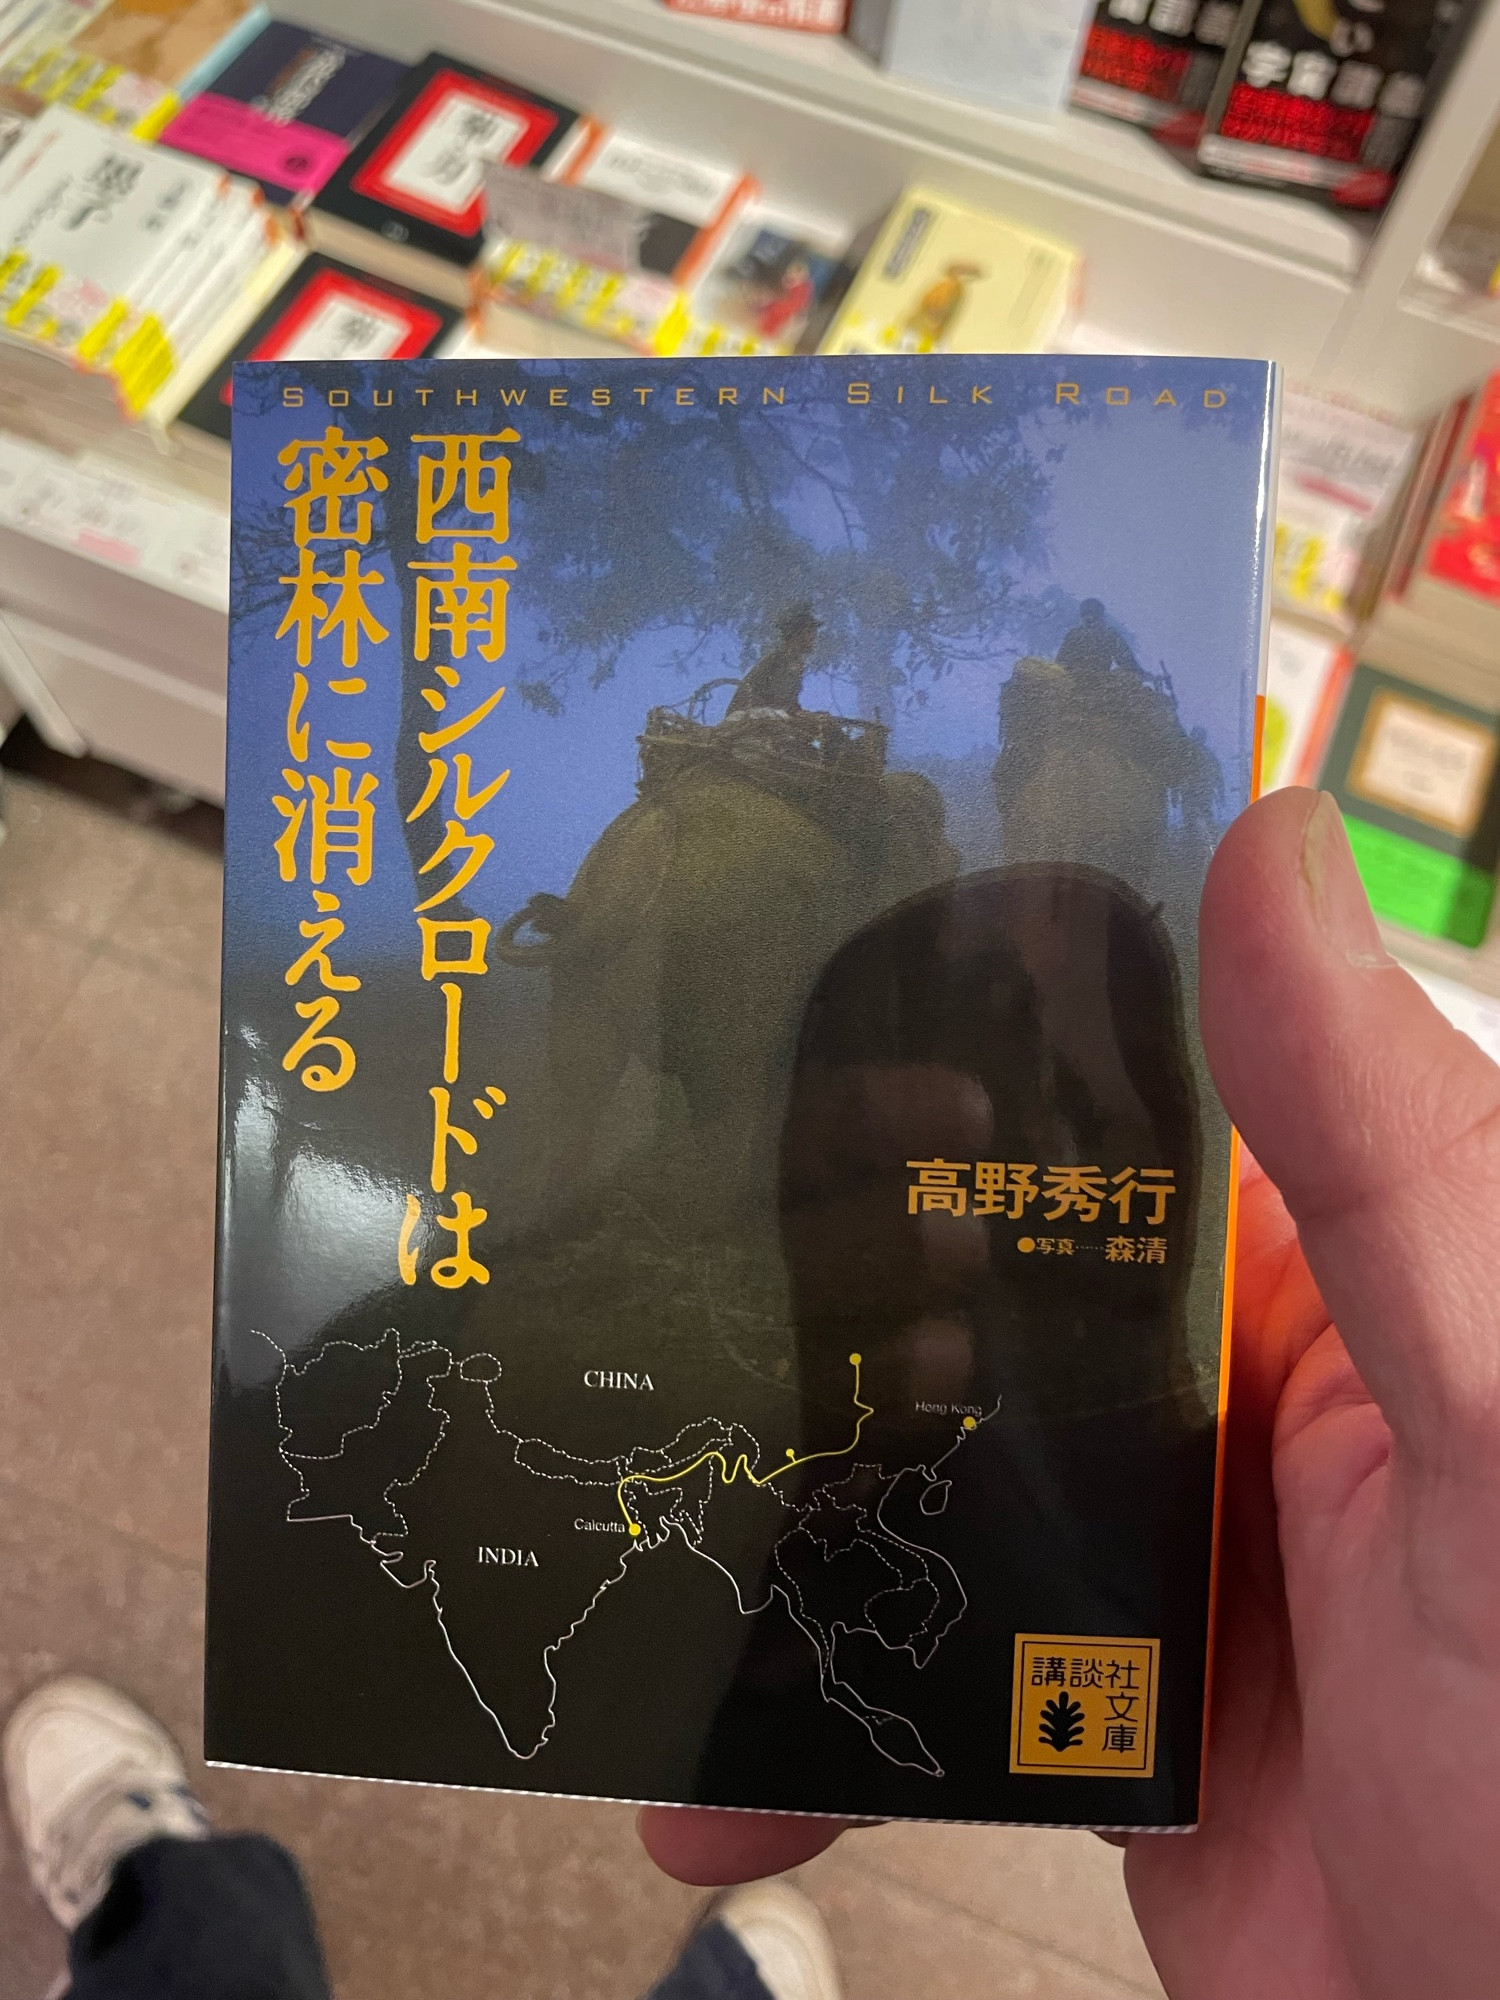 SOUTHWESTERN SILK ROAD
西南シルクロードは
密林に消える
高野秀行
●写真……森清
CHINA
Hong Kong
Calcutta
INDIA
講談社
文庫